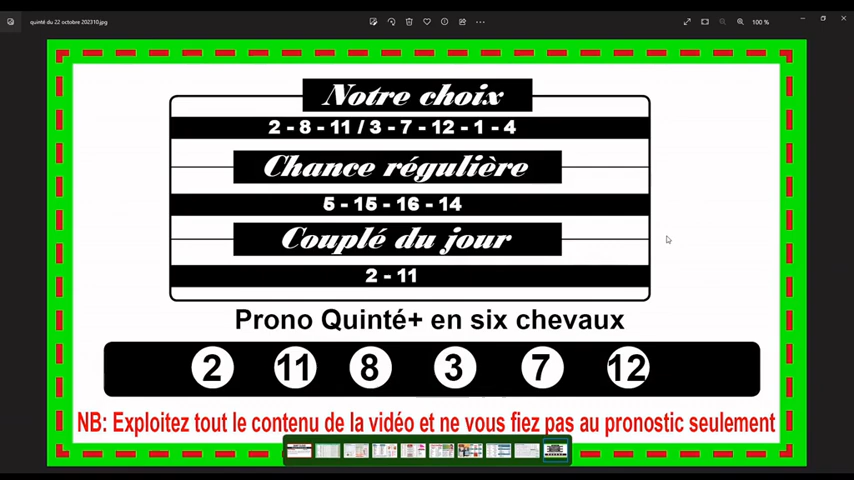 quinté du 22 octobre 202310.jpg
100 %
Notre choix
2 - 8 - 11 / 3 - 7 - 12 - 1 - 4
Chance régulière
5 - 15 - 16 - 14
Couplé du jour
2 - 11
Prono Quinté+ en six chevaux
2 11 8 3 7 12
NB: Exploitez tout le contenu de la vidéo et ne vous fiez pas au pronostic seulement